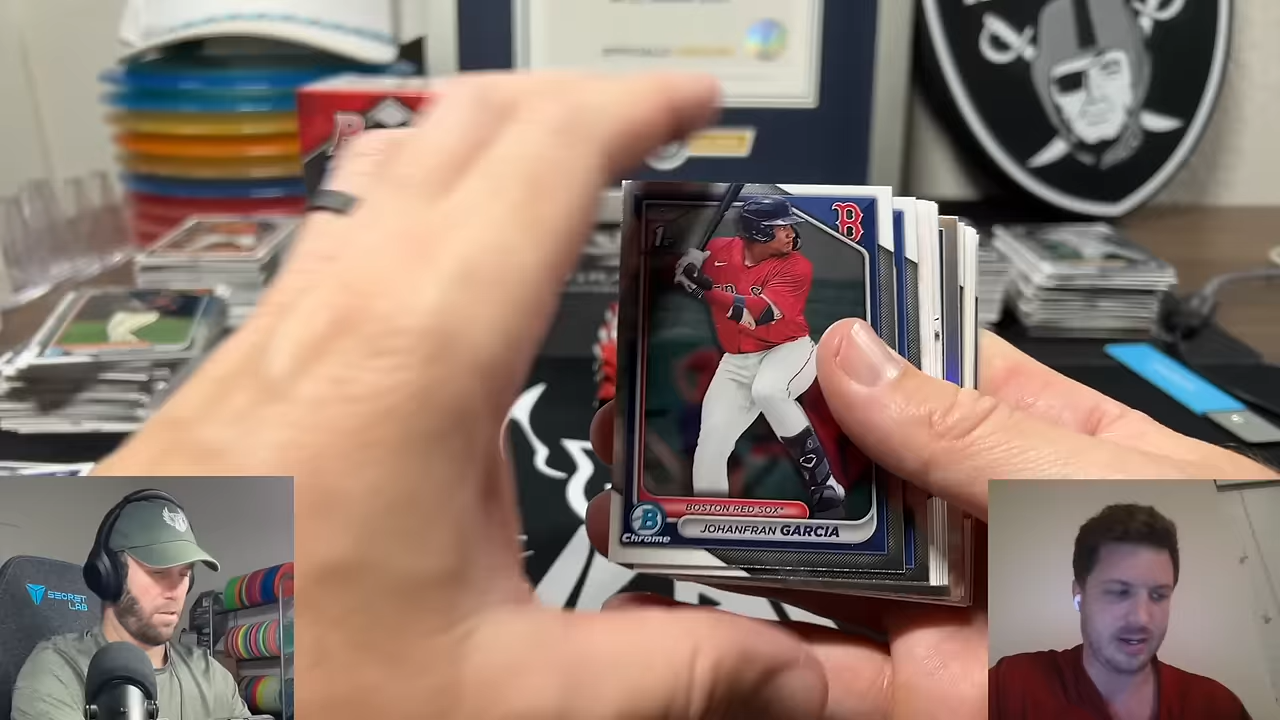 1st
B
BOSTON RED SOX
JOHANFRAN GARCIA
B
Chrome
SECRET
LAB